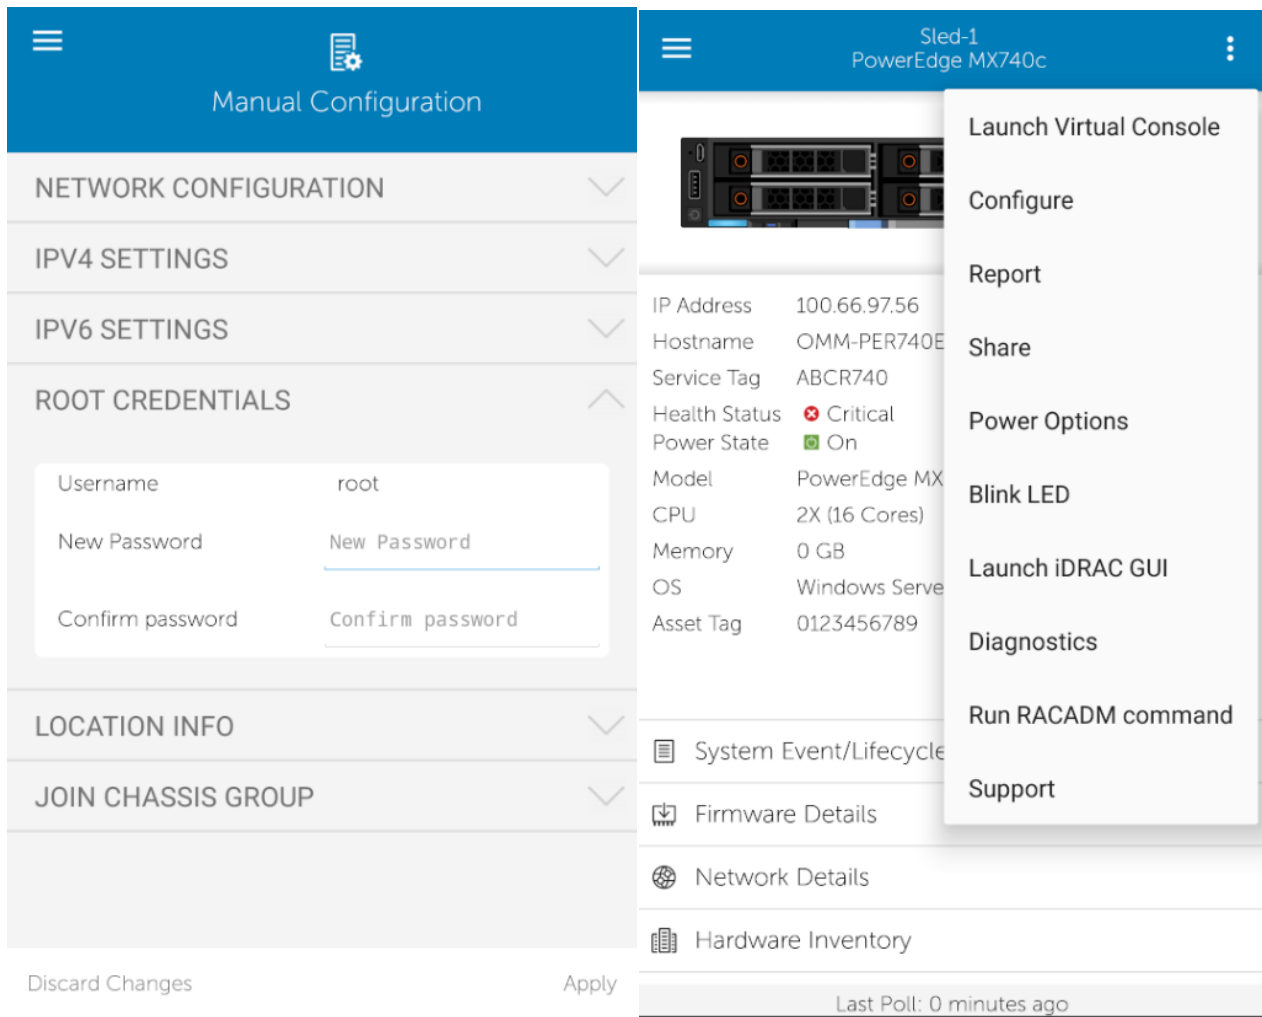 Manual Configuration
NETWORK CONFIGURATION
IPV4 SETTINGS
IPV6 SETTINGS
ROOT CREDENTIALS
Username root
New Password New Password
Confirm password Confirm password
LOCATION INFO
JOIN CHASSIS GROUP
Discard Changes Apply
Sled-1
PowerEdge MX740c
Launch Virtual Console
Configure
Report
Share
Power Options
Blink LED
Launch iDRAC GUI
Diagnostics
Run RACADM command
Support
IP Address 100.66.97.56
Hostname OMM-PER740E
Service Tag ABCR740
Health Status Critical
Power State On
Model PowerEdge MX
CPU 2X (16 Cores)
Memory 0 GB
OS Windows Serve
Asset Tag 0123456789
System Event/Lifecycle
Firmware Details
Network Details
Hardware Inventory
Last Poll: 0 minutes ago